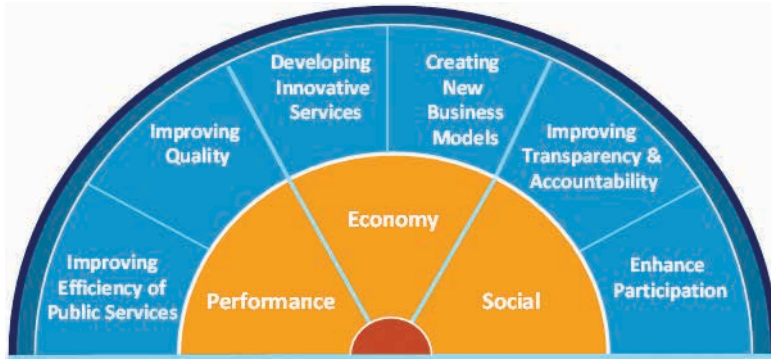 Improving
Efficiency of
Public Services
Improving
Quality
Developing
Innovative
Services
Creating
New
Business
Models
Improving
Transparency &
Accountability
Enhance
Participation
Performance
Economy
Social